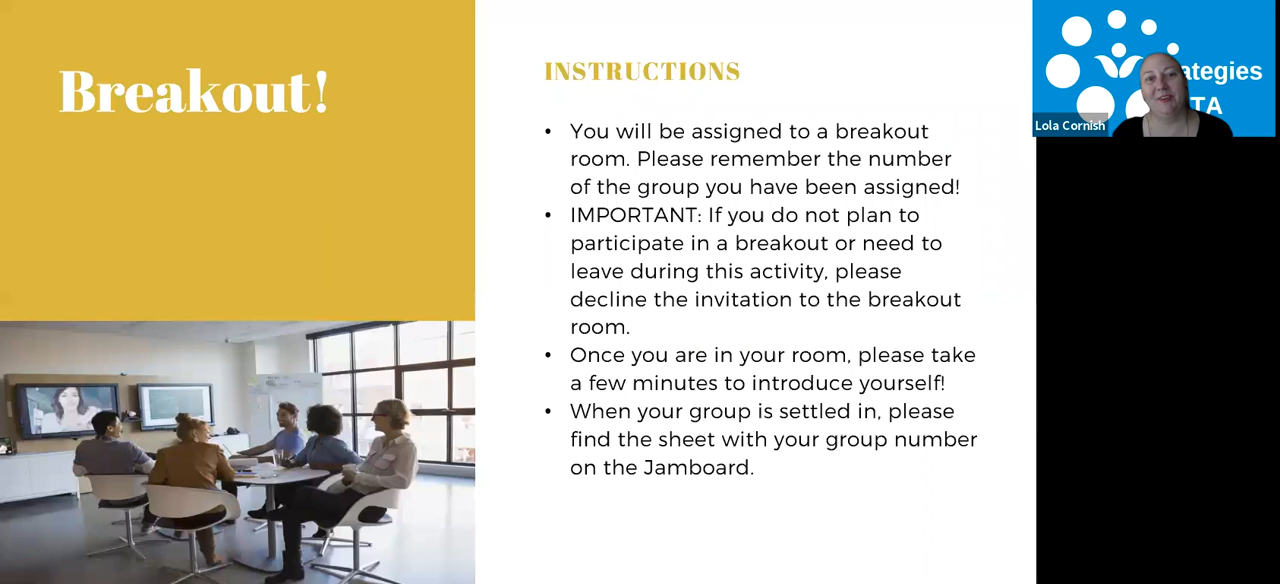 Breakout!
INSTRUCTIONS
• You will be assigned to a breakout
room. Please remember the number
of the group you have been assigned!
• IMPORTANT: If you do not plan to
participate in a breakout or need to
leave during this activity, please
decline the invitation to the breakout
room.
• Once you are in your room, please take
a few minutes to introduce yourself!
• When your group is settled in, please
find the sheet with your group number
on the Jamboard.
ategies
TA
Lola Cornish